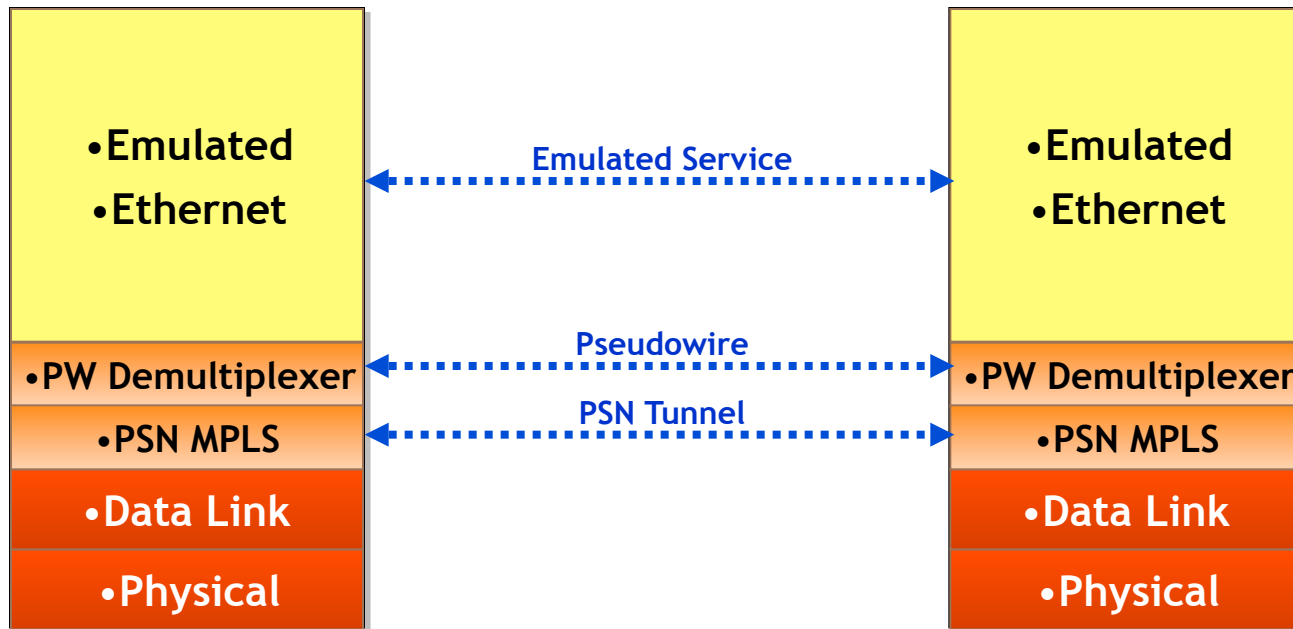 •Emulated
•Ethernet
•PW Demultiplexer
•PSN MPLS
•Data Link
•Physical
Emulated Service
Pseudowire
PSN Tunnel
•Emulated
•Ethernet
•PW Demultiplexer
•PSN MPLS
•Data Link
•Physical